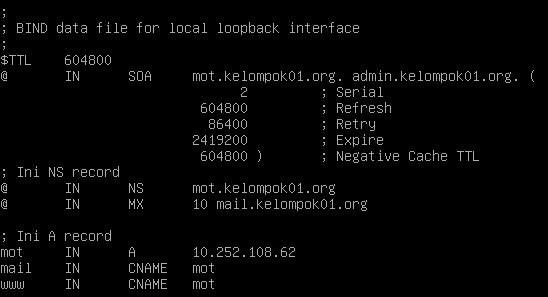 ;
; BIND data file for local loopback interface
;
$TTL    604800
@       IN      SOA     mot.kelompok01.org. admin.kelompok01.org. (
                              2         ; Serial
                         604800         ; Refresh
                          86400         ; Retry
                        2419200         ; Expire
                         604800 )       ; Negative Cache TTL
; Ini NS record
@       IN      NS      mot.kelompok01.org
@       IN      MX      10 mail.kelompok01.org

; Ini A record
mot     IN      A       10.252.108.62
mail    IN      CNAME   mot
www     IN      CNAME   mot